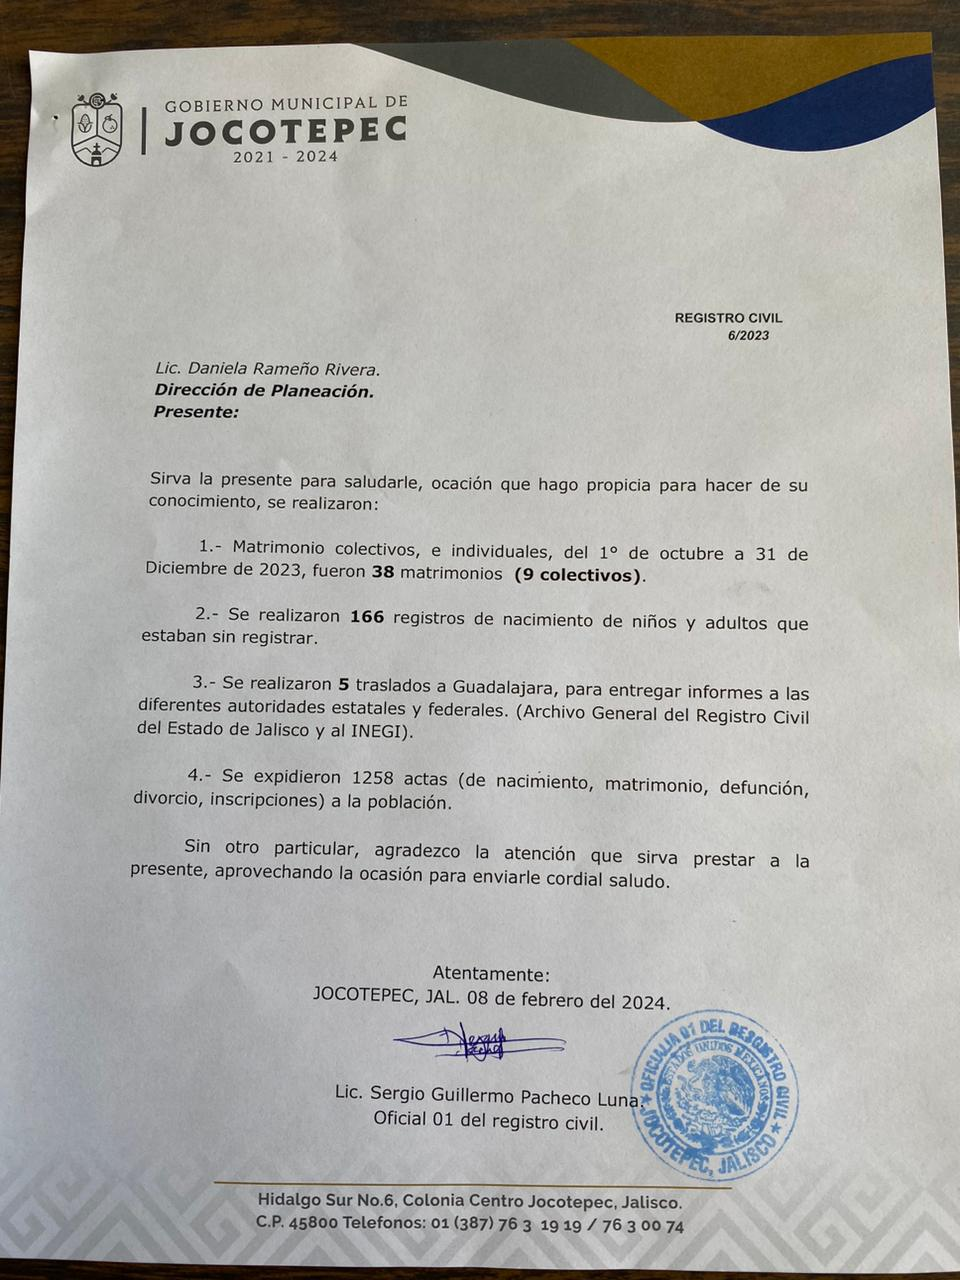 GOBIERNO MUNICIPAL DE
JOCOTEPEC
2021 - 2024
REGISTRO CIVIL
6/2023
Lic. Daniela Rameño Rivera.
Dirección de Planeación.
Presente:
Sirva la presente para saludarle, ocación que hago propicia para hacer de su
conocimiento, se realizaron:
1.- Matrimonio colectivos, e individuales, del 1° de octubre a 31 de
Diciembre de 2023, fueron 38 matrimonios (9 colectivos).
2.- Se realizaron 166 registros de nacimiento de niños y adultos que
estaban sin registrar.
3.- Se realizaron 5 traslados a Guadalajara, para entregar informes a las
diferentes autoridades estatales y federales. (Archivo General del Registro Civil
del Estado de Jalisco y al INEGI).
4.- Se expidieron 1258 actas (de nacimiento, matrimonio, defunción,
divorcio, inscripciones) a la población.
Sin otro particular, agradezco la atención que sirva prestar a la
presente, aprovechando la ocasión para enviarle cordial saludo.
Atentamente:
JOCOTEPEC, JAL. 08 de febrero del 2024.
Lic. Sergio Guillermo Pacheco Luna.
Oficial 01 del registro civil.
OFICIALIA 01 DEL REGISTRO CIVIL
ESTADOS UNIDOS MEXICANOS
JOCOTEPEC, JALISCO
Hidalgo Sur No.6, Colonia Centro Jocotepec, Jalisco.
C.P. 45800 Telefonos: 01 (387) 76 3 19 19 / 76 3 00 74